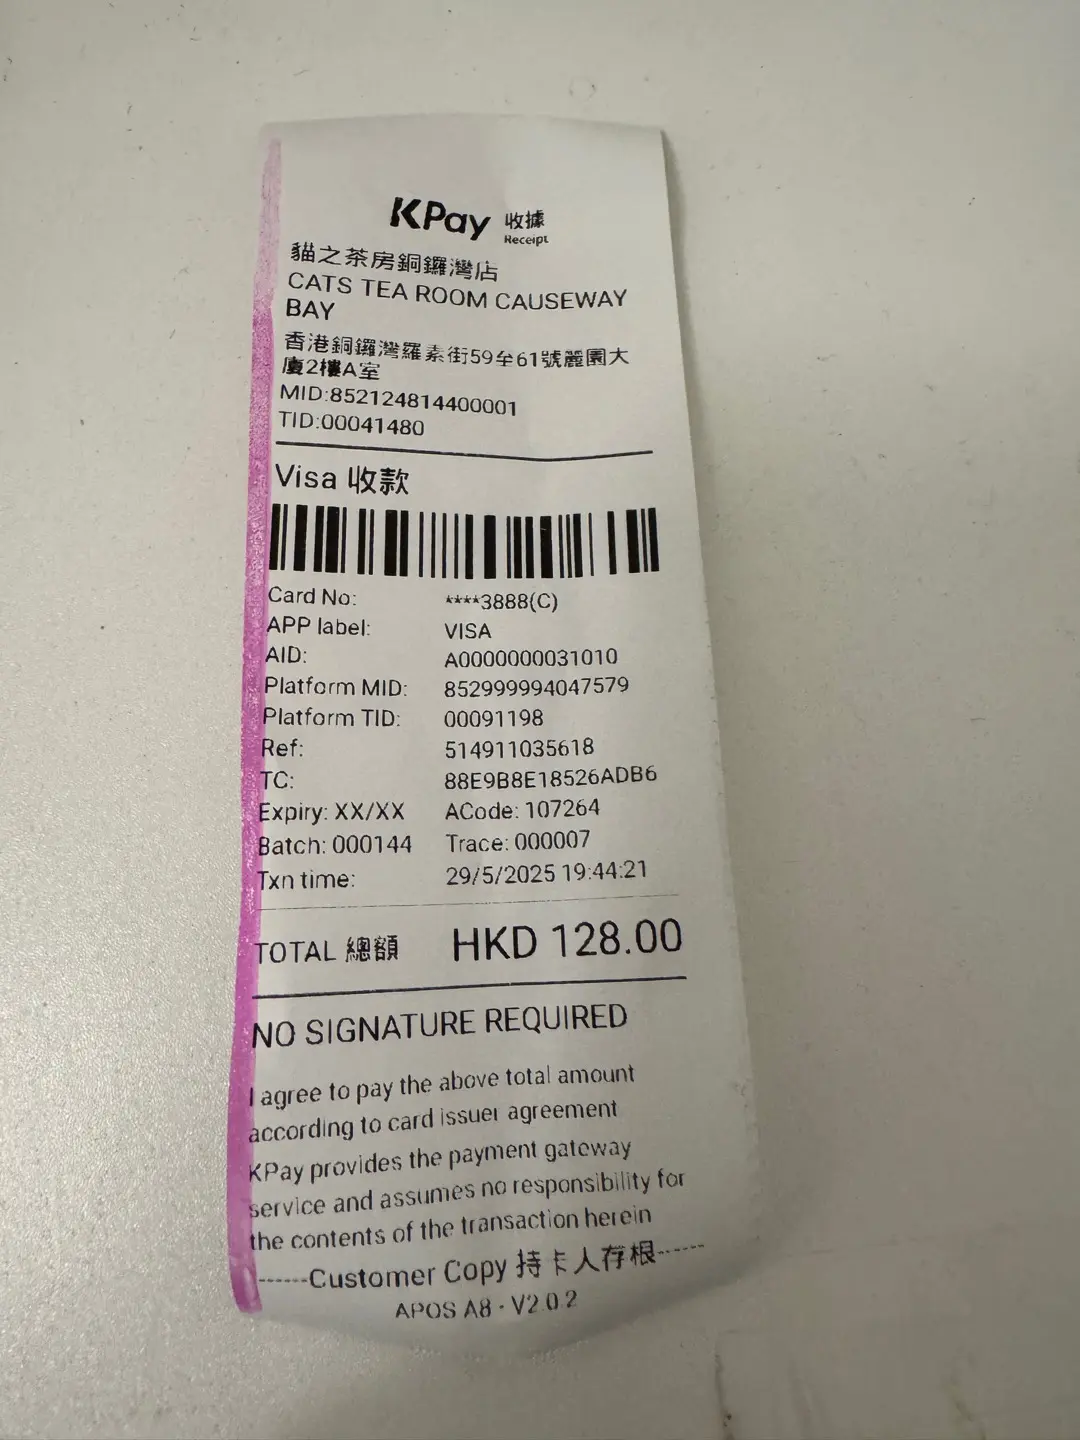 KPay 收據
Receipt
貓之茶房銅鑼灣店
CATS TEA ROOM CAUSEWAY
BAY
香港銅鑼灣羅素街59至61號麗園大
廈2樓A室
MID:852124814400001
TID:00041480
Visa 收款
Card No: ****3888(C)
APP label: VISA
AID: A0000000031010
Platform MID: 852999994047579
Platform TID: 00091198
Ref: 514911035618
TC: 88E9B8E18526ADB6
Expiry: XX/XX ACode: 107264
Batch: 000144 Trace: 000007
Txn time: 29/5/2025 19:44:21
TOTAL 總額 HKD 128.00
NO SIGNATURE REQUIRED
I agree to pay the above total amount
according to card issuer agreement
KPay provides the payment gateway
service and assumes no responsibility for
the contents of the transaction herein
------Customer Copy 持卡人存根------
APOS A8 - V2.0.2